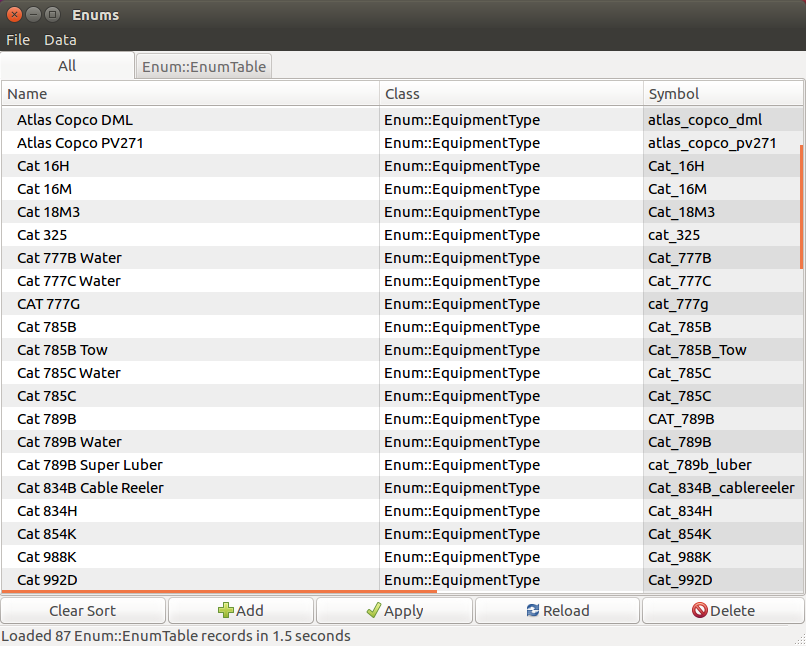 Enums
File Data
All Enum::EnumTable
Name Class Symbol
Atlas Copco DML Enum::EquipmentType atlas_copco_dml
Atlas Copco PV271 Enum::EquipmentType atlas_copco_pv271
Cat 16H Enum::EquipmentType Cat_16H
Cat 16M Enum::EquipmentType Cat_16M
Cat 18M3 Enum::EquipmentType Cat_18M3
Cat 325 Enum::EquipmentType cat_325
Cat 777B Water Enum::EquipmentType Cat_777B
Cat 777C Water Enum::EquipmentType Cat_777C
CAT 777G Enum::EquipmentType cat_777g
Cat 785B Enum::EquipmentType Cat_785B
Cat 785B Tow Enum::EquipmentType Cat_785B_Tow
Cat 785C Water Enum::EquipmentType Cat_785C
Cat 785C Enum::EquipmentType Cat_785C
Cat 789B Enum::EquipmentType CAT_789B
Cat 789B Water Enum::EquipmentType Cat_789B
Cat 789B Super Luber Enum::EquipmentType cat_789b_luber
Cat 834B Cable Reeler Enum::EquipmentType Cat_834B_cablereeler
Cat 834H Enum::EquipmentType Cat_834H
Cat 854K Enum::EquipmentType Cat_854K
Cat 988K Enum::EquipmentType Cat_988K
Cat 992D Enum::EquipmentType Cat_992D
Clear Sort Add Apply Reload Delete
Loaded 87 Enum::EnumTable records in 1.5 seconds